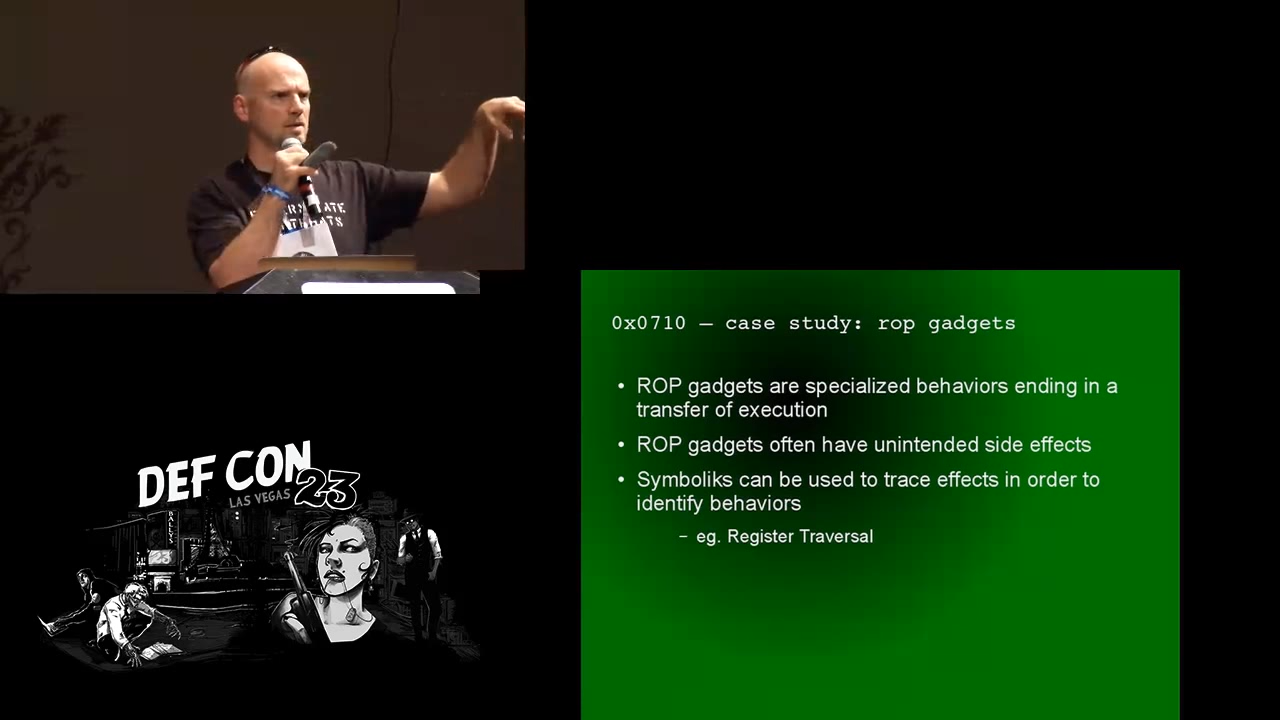 0x0710 – case study: rop gadgets
• ROP gadgets are specialized behaviors ending in a
transfer of execution
• ROP gadgets often have unintended side effects
• Symboliks can be used to trace effects in order to
identify behaviors
– eg. Register Traversal
DEF CON
LAS VEGAS 23
BALLYS